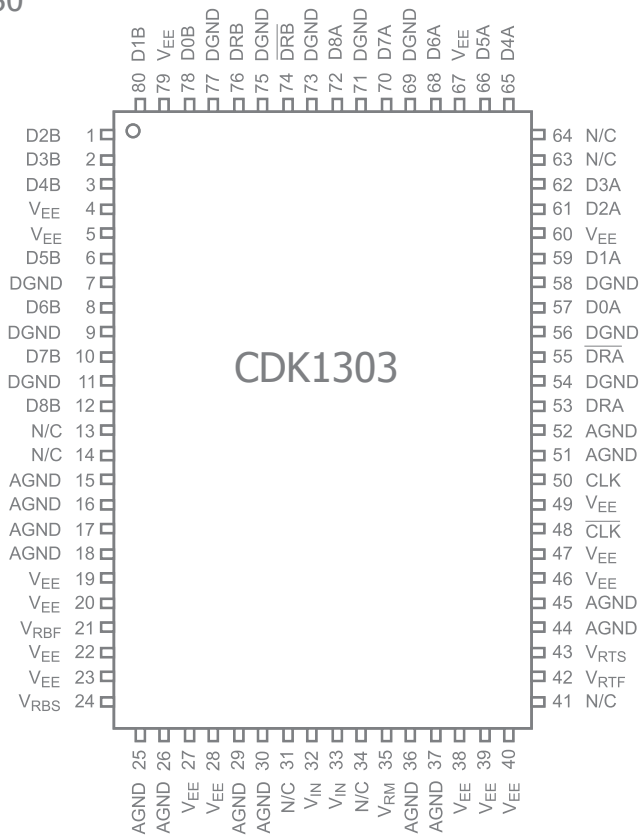 80 D1B
79 VEE
78 D0B
77 DGND
76 DRB
75 DGND
74 DRB
73 DGND
72 D8A
71 DGND
70 D7A
69 DGND
68 D6A
67 VEE
66 D5A
65 D4A
D2B 1
D3B 2
D4B 3
VEE 4
VEE 5
D5B 6
DGND 7
D6B 8
DGND 9
D7B 10
DGND 11
D8B 12
N/C 13
N/C 14
AGND 15
AGND 16
AGND 17
AGND 18
VEE 19
VEE 20
VRBF 21
VEE 22
VEE 23
VRBS 24
CDK1303
64 N/C
63 N/C
62 D3A
61 D2A
60 VEE
59 D1A
58 DGND
57 D0A
56 DGND
55 DRA
54 DGND
53 DRA
52 AGND
51 AGND
50 CLK
49 VEE
48 CLK
47 VEE
46 VEE
45 AGND
44 AGND
43 VRTS
42 VRTF
41 N/C
AGND 25
AGND 26
VEE 27
VEE 28
AGND 29
AGND 30
N/C 31
VIN 32
VIN 33
N/C 34
VRM 35
AGND 36
AGND 37
VEE 38
VEE 39
VEE 40